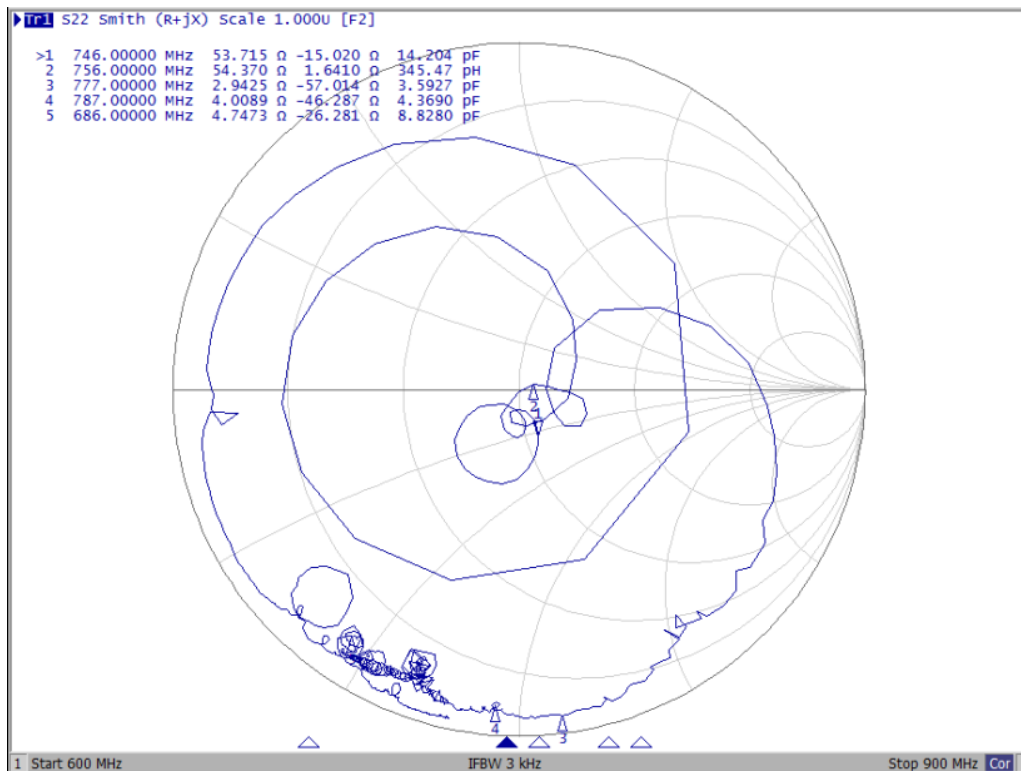 Tr1 S22 Smith (R+jX) Scale 1.000U [F2]
>1 746.00000 MHz 53.715 Ω -15.020 Ω 14.204 pF
2 756.00000 MHz 54.370 Ω 1.6410 Ω 345.47 pH
3 777.00000 MHz 2.9425 Ω -57.014 Ω 3.5927 pF
4 787.00000 MHz 4.0089 Ω -46.287 Ω 4.3690 pF
5 686.00000 MHz 4.7473 Ω -26.281 Ω 8.8280 pF
2
1
4
3
1 Start 600 MHz IFBW 3 kHz Stop 900 MHz Cor